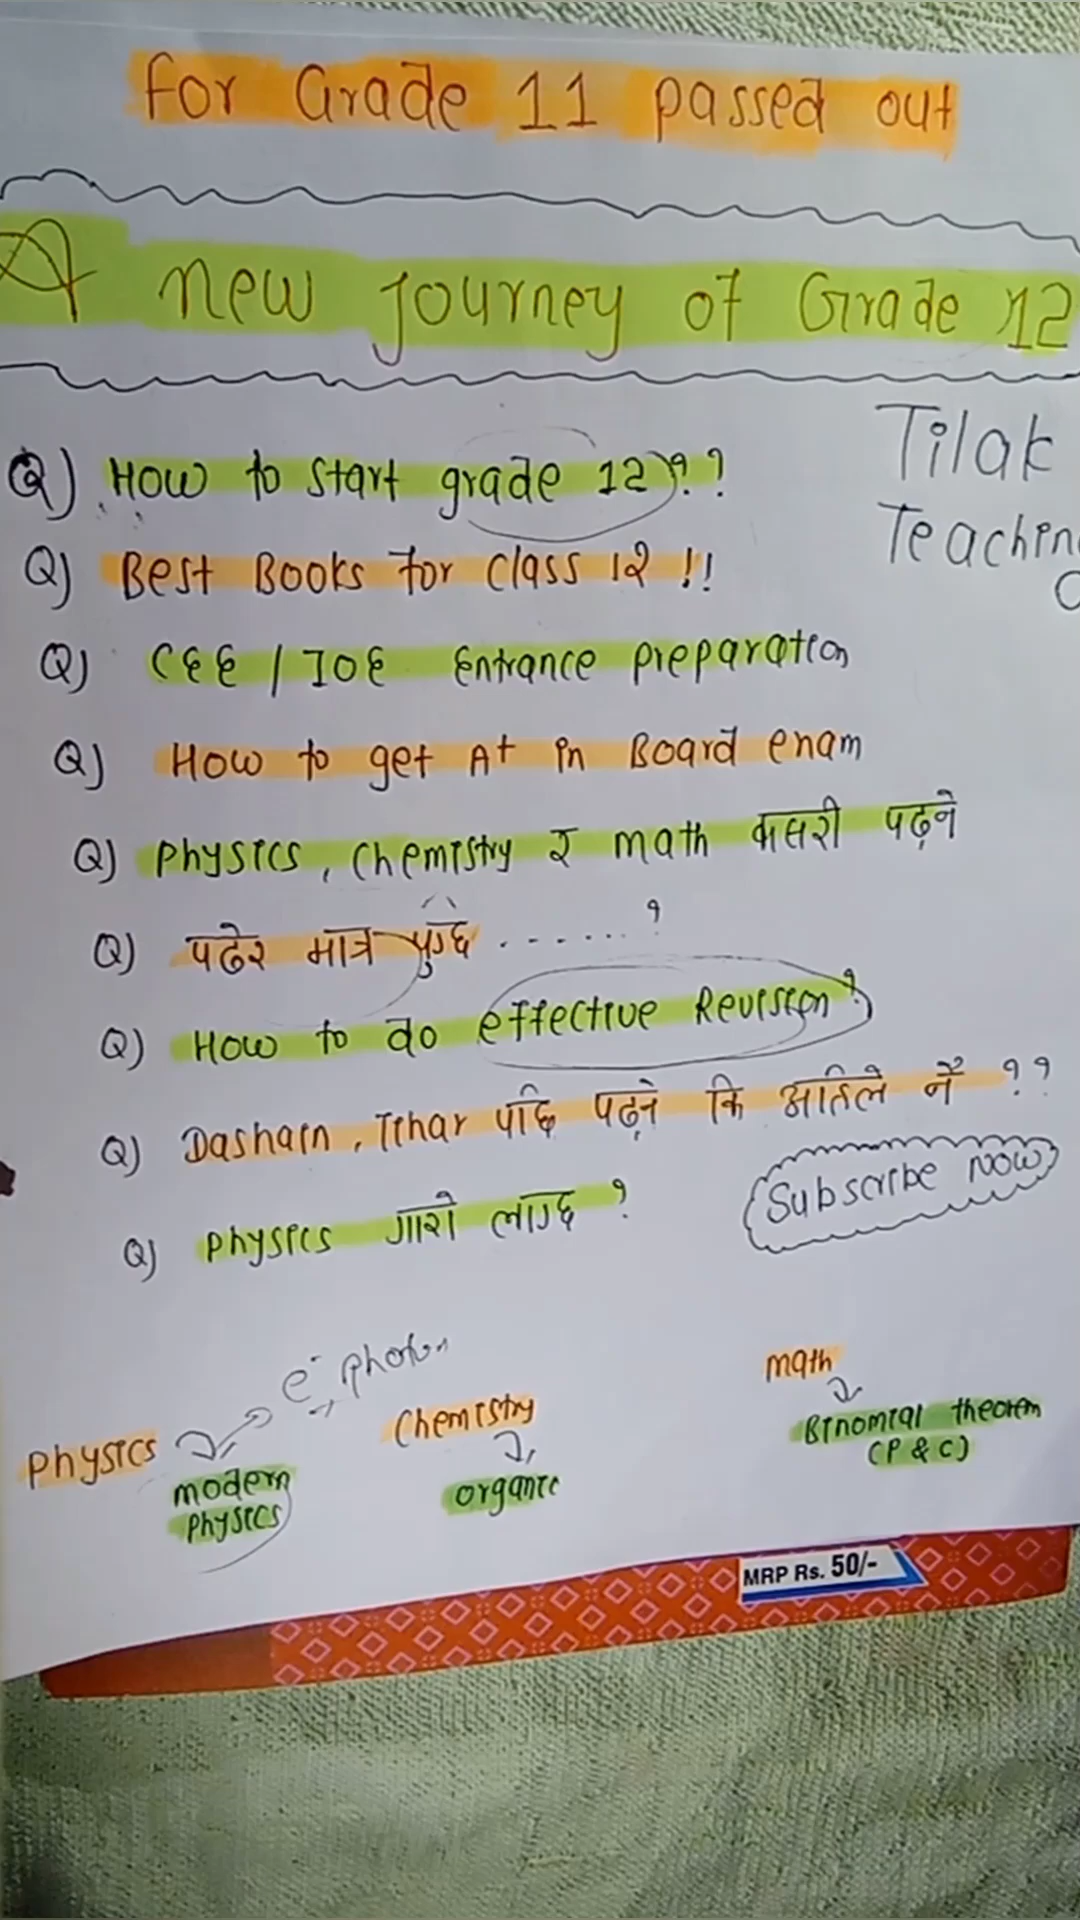 For Grade 11 passed out
A new journey of Grade 12
Q) How to start grade 12 ??
Tilak
Teaching
Q) Best Books for class 12 !!
Q) CEE / IOE Entrance preparation
Q) How to get A+ in Board enam
Q) Physics, Chemistry र math कसरी पढ्ने
Q) पढेर मात्र पुग्छ .......?
Q) How to do effective Revision?
Q) Dashain, Tihar पछि पढ्ने कि अहिले नै ??
Subscribe Now
Q) Physics गारो लाग्छ ?
e⁻ photon
Physics
modern
physics
Chemistry
organic
math
Binomial theorem
(P & C)
MRP Rs. 50/-